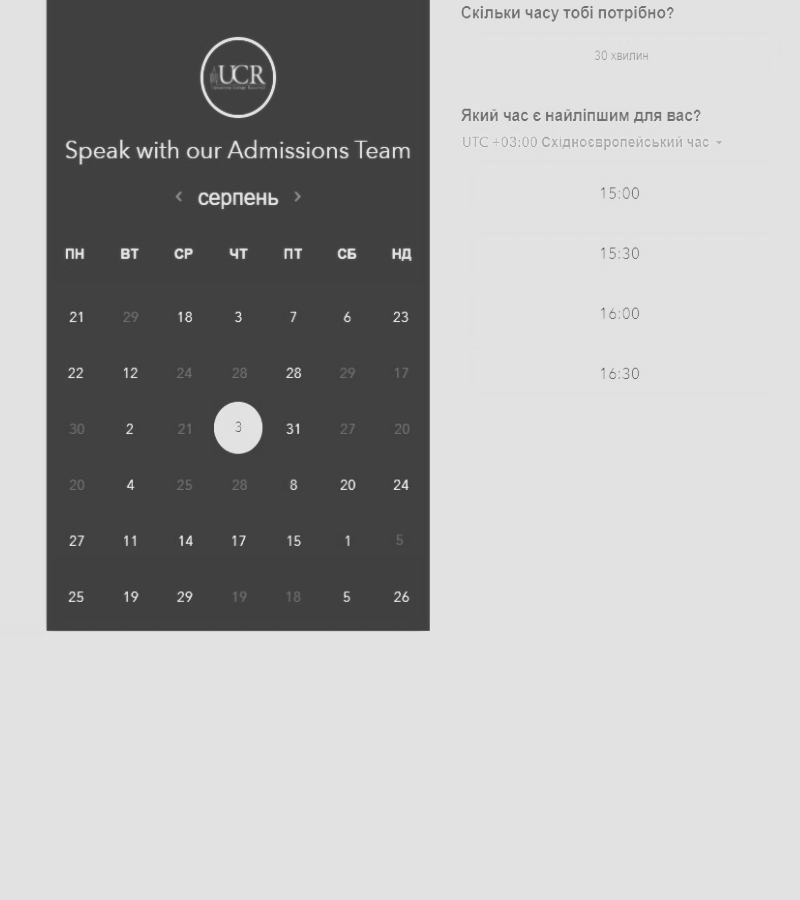 UCR
Speak with our Admissions Team
серпень
ПН ВТ СР ЧТ ПТ СБ НД
21 29 18 3 7 6 23
22 12 24 28 28 29 17
30 2 21 3 31 27 20
20 4 25 28 8 20 24
27 11 14 17 15 1 5
25 19 29 19 18 5 26
Скільки часу тобі потрібно?
30 хвилин
Який час є найліпшим для вас?
UTC +03:00 Східноєвропейський час
15:00
15:30
16:00
16:30